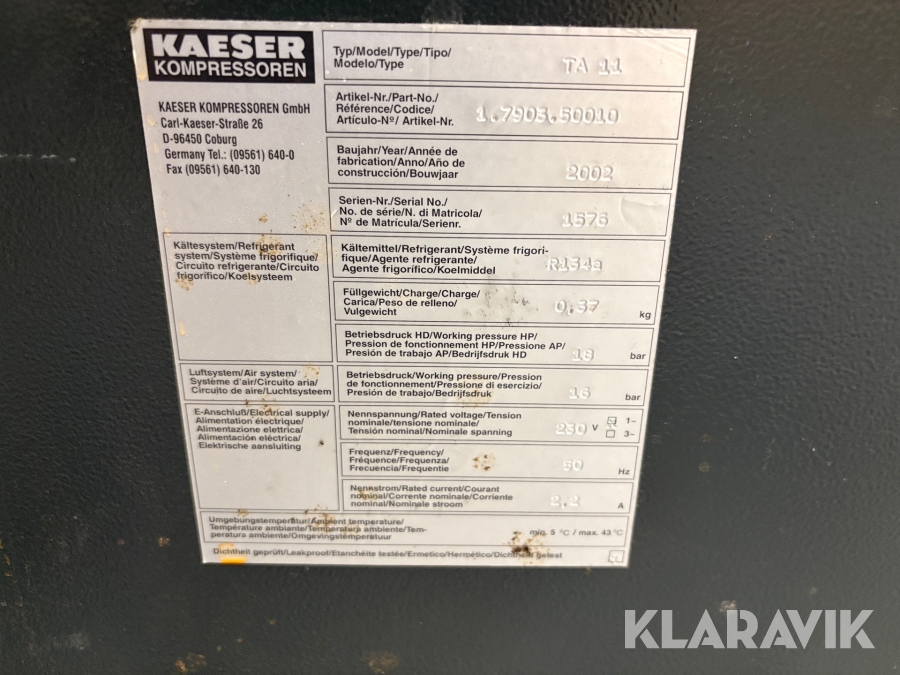 KAESER
KOMPRESSOREN
KAESER KOMPRESSOREN GmbH
Carl-Kaeser-Straße 26
D-96450 Coburg
Germany Tel.: (09561) 640-0
Fax (09561) 640-130
Typ/Model/Type/Tipo/
Modelo/Type
TA 11
Artikel-Nr./Part-No./
Référence/Codice/
Artículo-Nº/ Artikel-Nr.
1.7903.50010
Baujahr/Year/Année de
fabrication/Anno/Año de
construcción/Bouwjaar
2002
Serien-Nr./Serial No./
No. de série/N. di Matricola/
Nº de Matrícula/Serienr.
1576
Kältesystem/Refrigerant
system/Système frigorifique/
Circuito refrigerante/Circuito
frigorífico/Koelsysteem
Kältemittel/Refrigerant/Système frigori-
fique/Agente refrigerante/
Agente frigorífico/Koelmiddel
R134a
Füllgewicht/Charge/Charge/
Carica/Peso de relleno/
Vulgewicht
0,37
kg
Betriebsdruck HD/Working pressure HP/
Pression de fonctionnement HP/Pressione AP/
Presión de trabajo AP/Bedrijfsdruk HD
18
bar
Luftsystem/Air system/
Système d'air/Circuito aria/
Circuito de aire/Luchtsysteem
Betriebsdruck/Working pressure/Pression
de fonctionnement/Pressione di esercizio/
Presión de trabajo/Bedrijfsdruk
16
bar
E-Anschluß/Electrical supply/
Alimentation électrique/
Alimentazione elettrica/
Alimentación eléctrica/
Elektrische aansluiting
Nennspannung/Rated voltage/Tension
nominale/tensione nominale/
Tensión nominal/Nominale spanning
230 V
1~
3~
Frequenz/Frequency/
Fréquence/Frequenza/
Frecuencia/Frequentie
50
Hz
Nennstrom/Rated current/Courant
nominal/Corrente nominale/Corriente
nominal/Nominale stroom
2,2
A
Umgebungstemperatur/Ambient temperature/
Température ambiante/Temperatura ambiente/Tem-
peratura ambiente/Omgevingstemperatuur
min. 5 °C / max. 43 °C
Dichtheit geprüft/Leakproof/Etanchéite testée/Ermetico/Hermético/Dichtheid getest
KLARAVIK